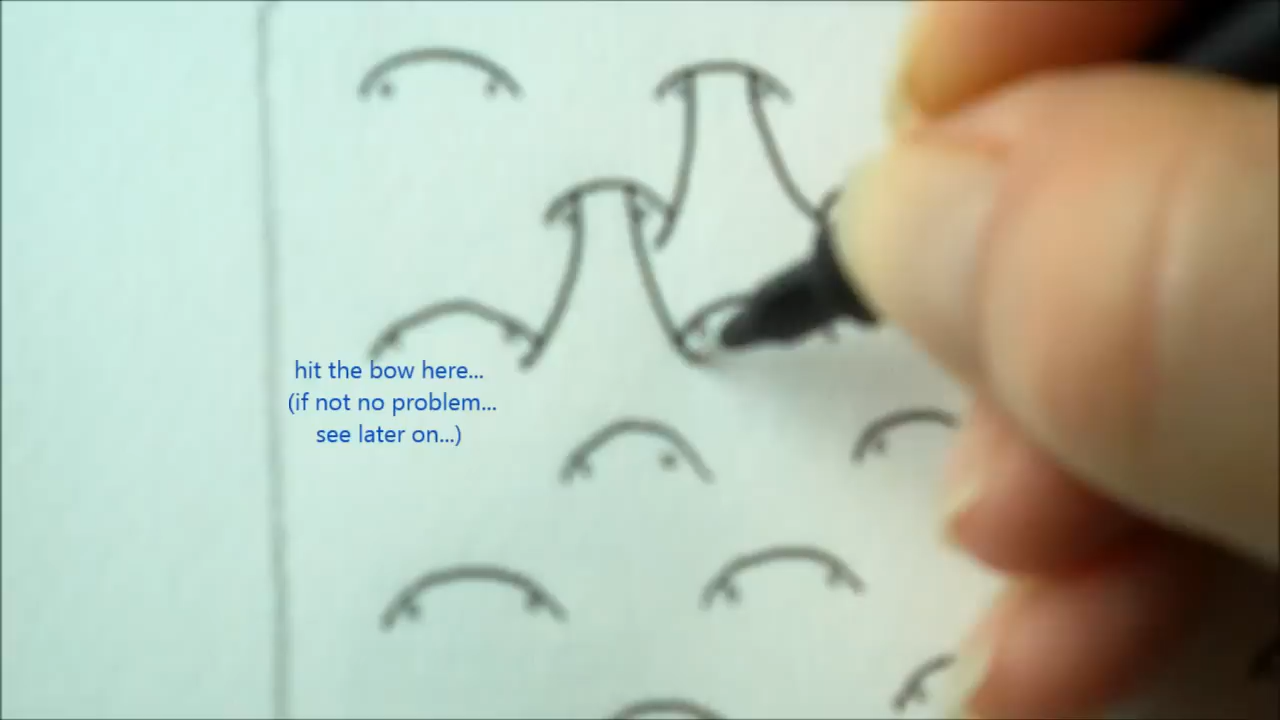 hit the bow here...
(if not no problem...
see later on...)